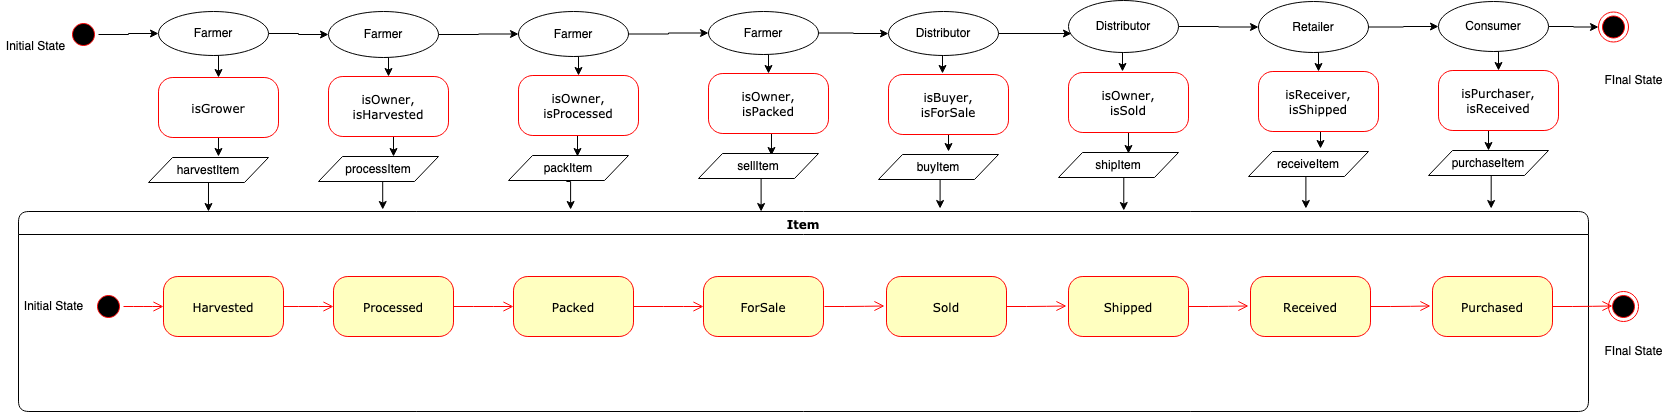 Initial State
Farmer
Farmer
Farmer
Farmer
Distributor
Distributor
Retailer
Consumer
FInal State
isGrower
isOwner,
isHarvested
isOwner,
isProcessed
isOwner,
isPacked
isBuyer,
isForSale
isOwner,
isSold
isReceiver,
isShipped
isPurchaser,
isReceived
harvestItem
processItem
packItem
sellItem
buyItem
shipItem
receiveItem
purchaseItem
Item
Initial State
Harvested
Processed
Packed
ForSale
Sold
Shipped
Received
Purchased
FInal State